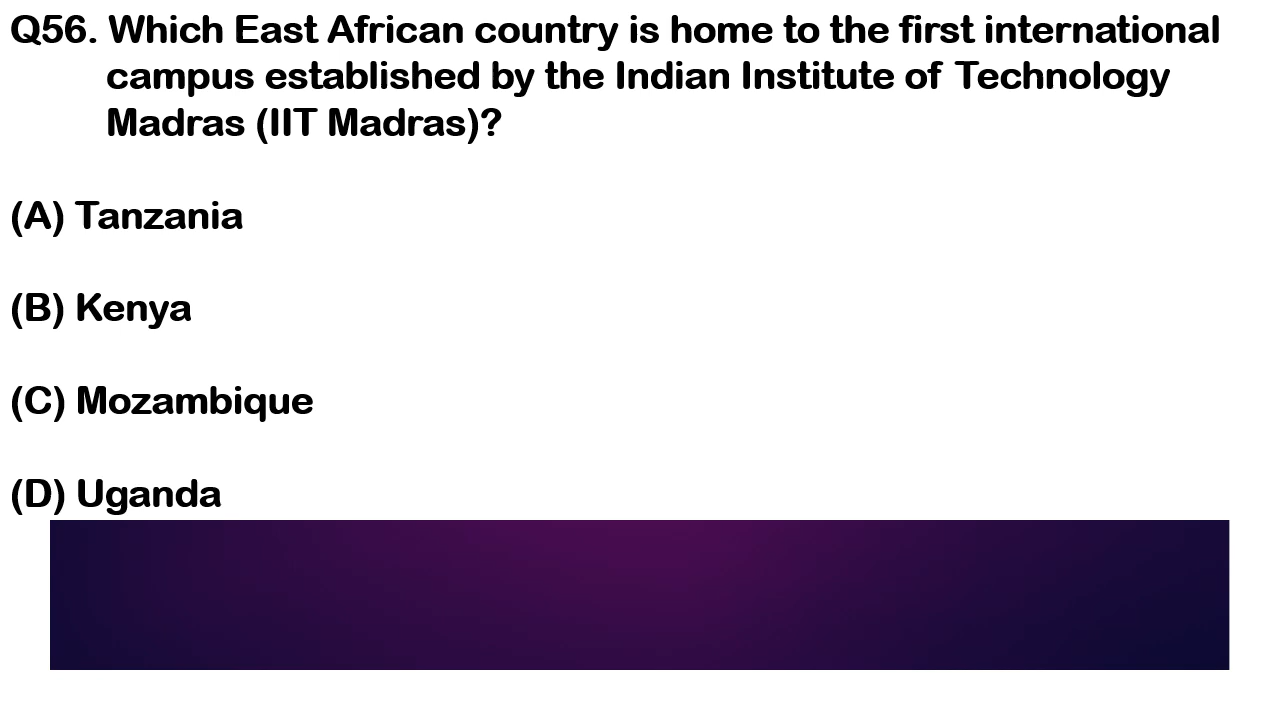 Q56. Which East African country is home to the first international
campus established by the Indian Institute of Technology
Madras (IIT Madras)?
(A) Tanzania
(B) Kenya
(C) Mozambique
(D) Uganda